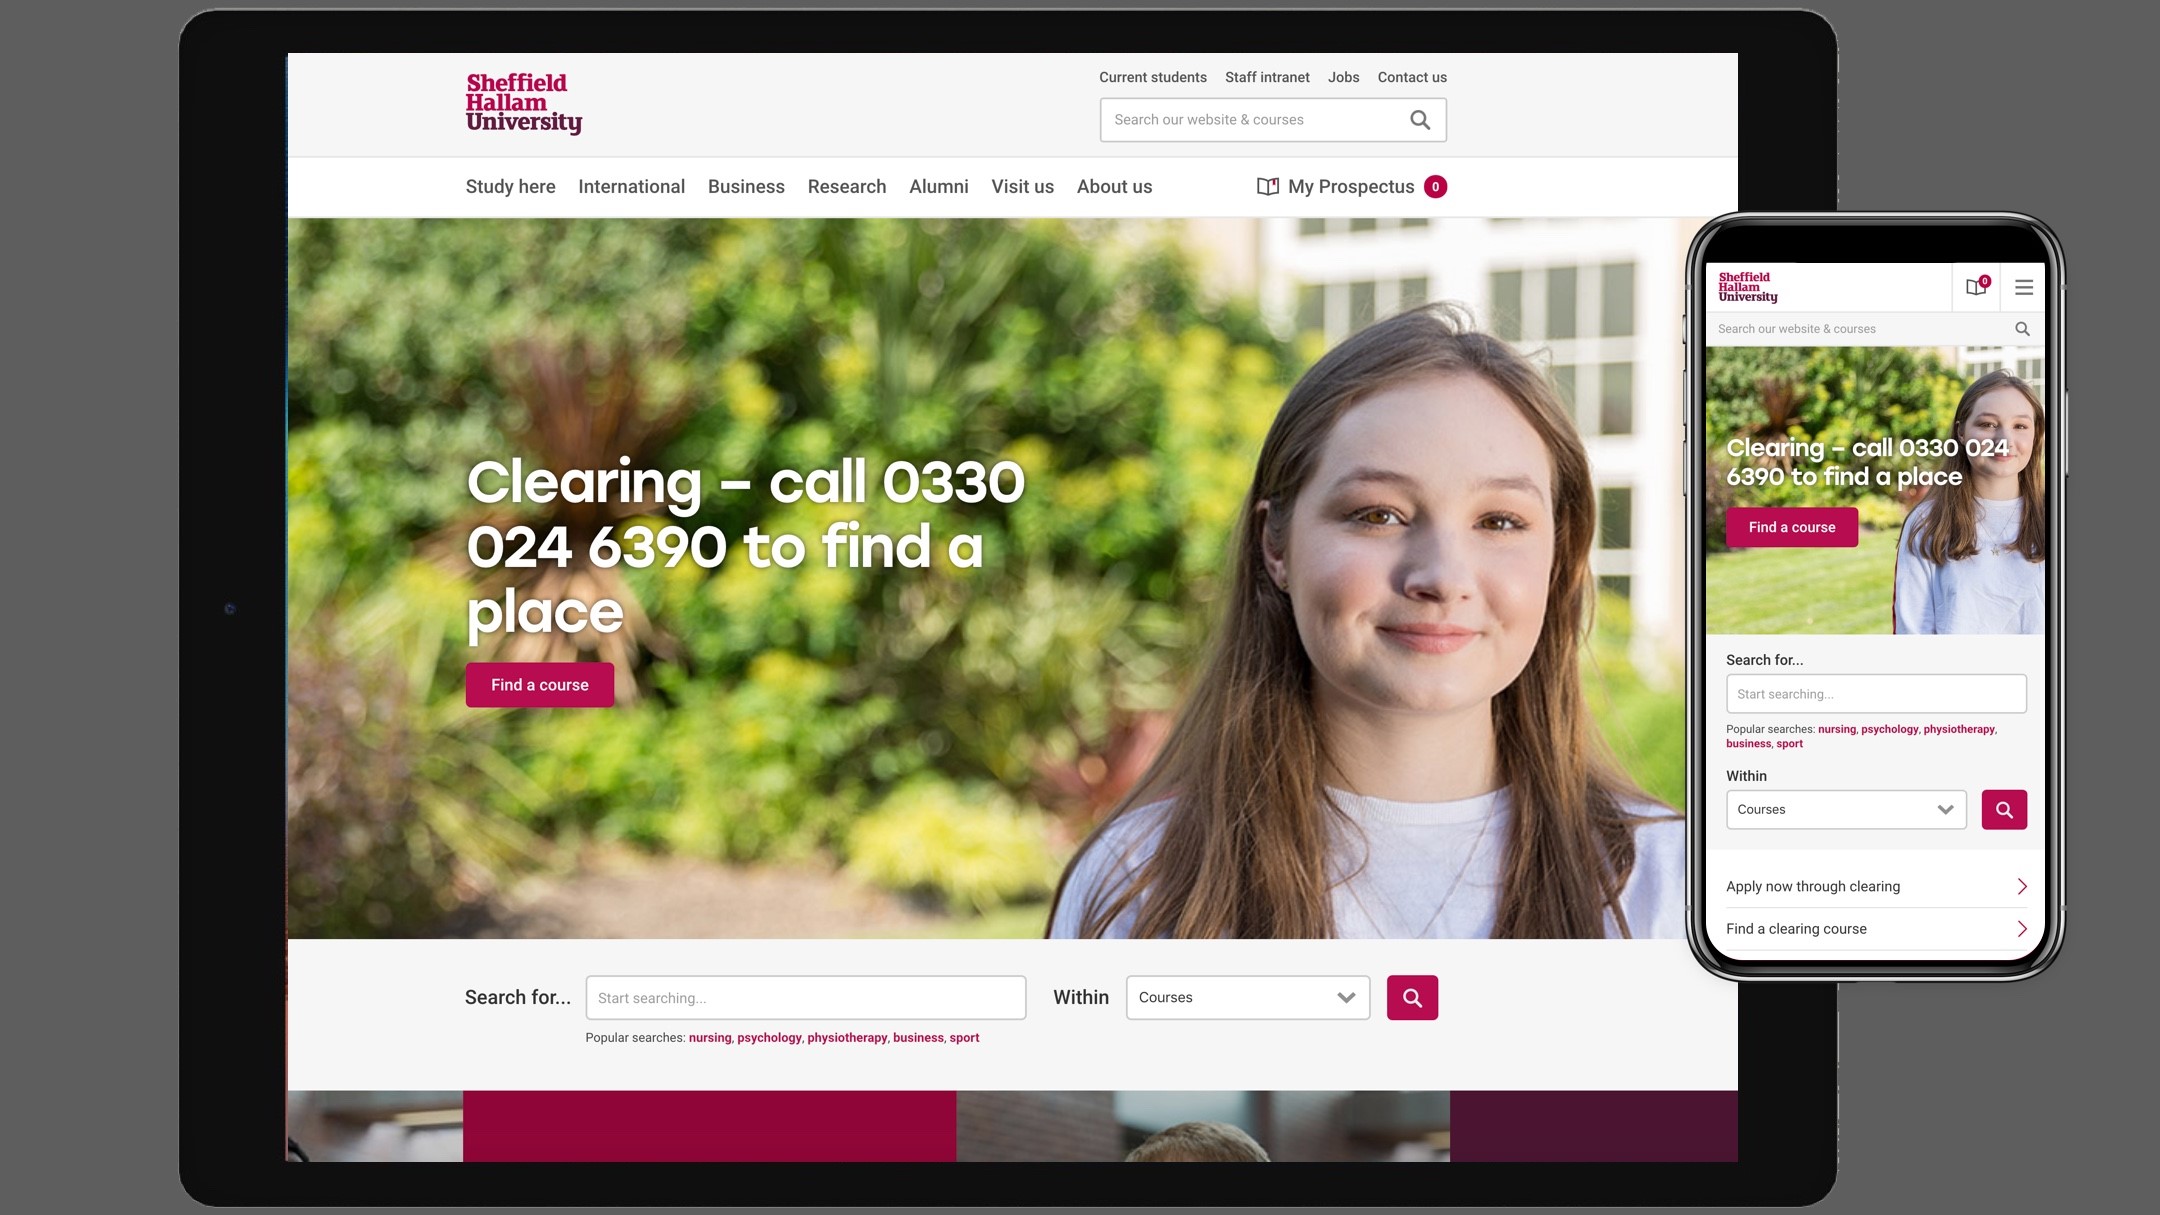 Sheffield
Hallam
University
Current students Staff intranet Jobs Contact us
Search our website & courses
Study here International Business Research Alumni Visit us About us My Prospectus 0
Clearing – call 0330
024 6390 to find a
place
Find a course
Search for... Start searching... Within Courses
Popular searches: nursing, psychology, physiotherapy, business, sport
Sheffield
Hallam
University
0
Search our website & courses
Clearing – call 0330 024
6390 to find a place
Find a course
Search for...
Start searching...
Popular searches: nursing, psychology, physiotherapy,
business, sport
Within
Courses
Apply now through clearing
Find a clearing course